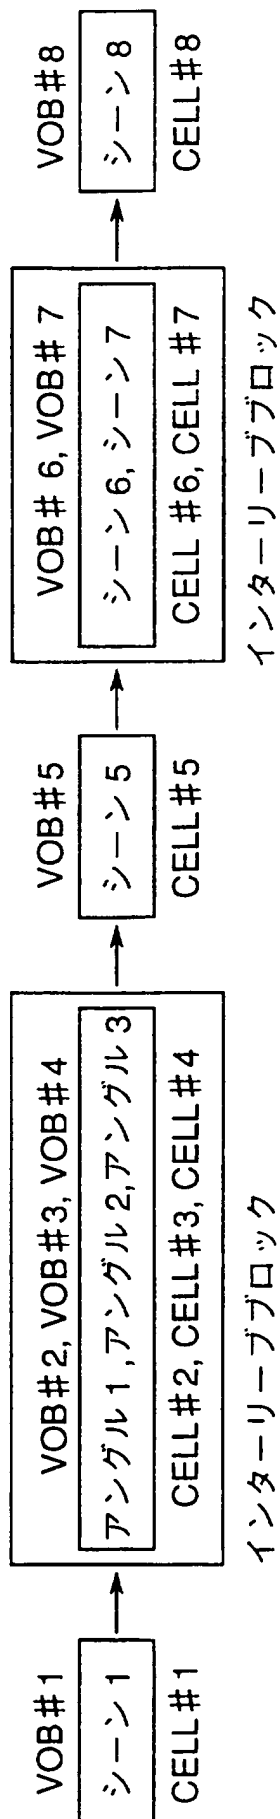 VOB#1
シーン1
CELL#1
VOB#2, VOB#3, VOB#4
アングル1,アングル2,アングル3
CELL#2, CELL#3, CELL#4
インターリーブブロック
VOB#5
シーン5
CELL#5
VOB# 6, VOB# 7
シーン6,シーン7
CELL #6, CELL #7
インターリーブブロック
VOB#8
シーン8
CELL#8